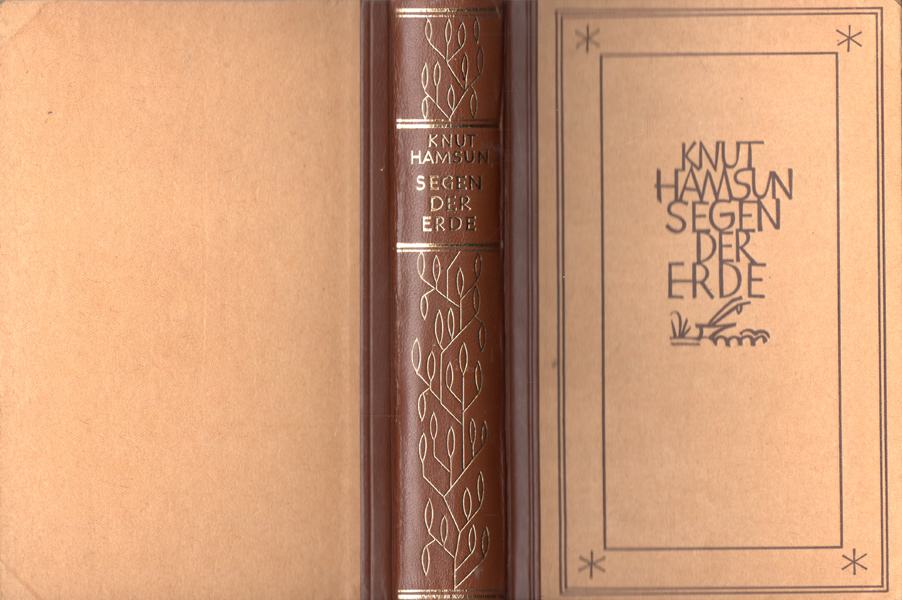 KNUT
HAMSUN
SEGEN
DER
ERDE
KNUT
HAMSUN
SEGEN
DER
ERDE